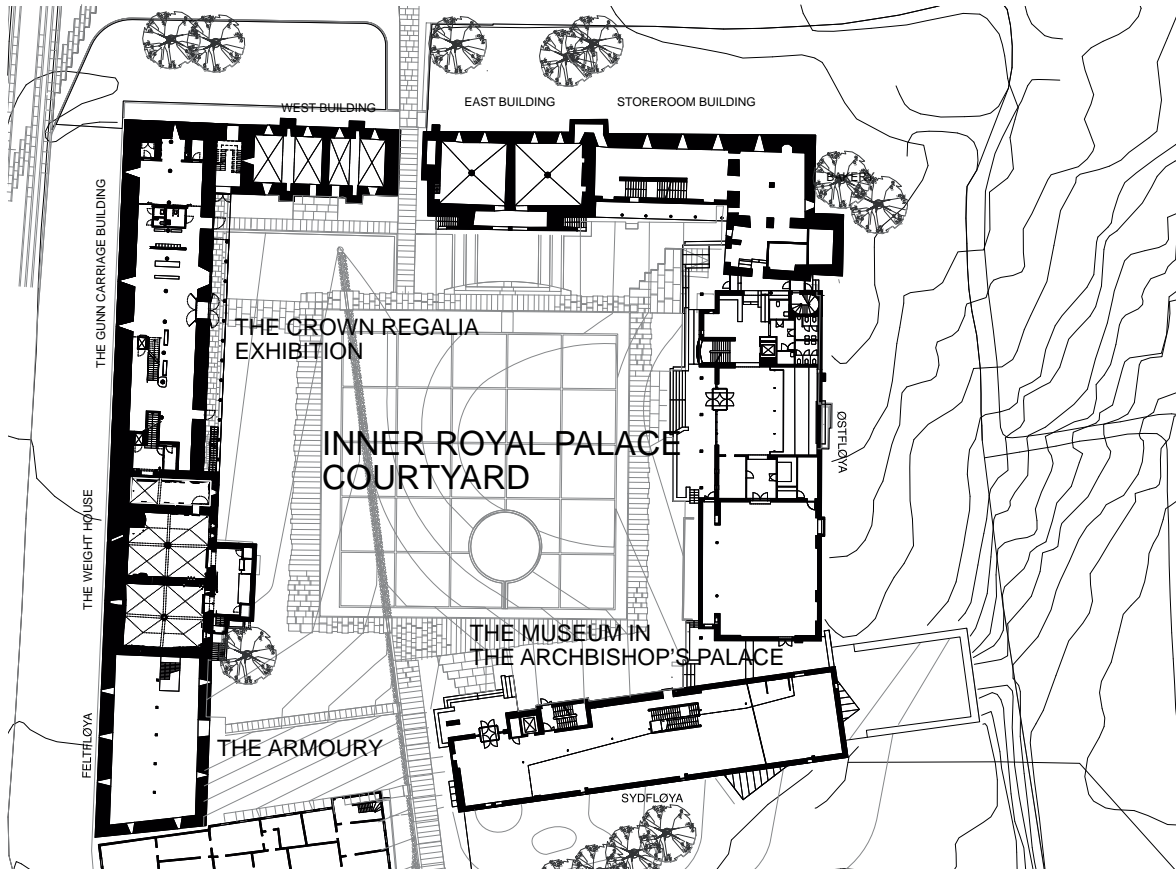 WEST BUILDING
EAST BUILDING
STOREROOM BUILDING
THE GUNN CARRIAGE BUILDING
THE CROWN REGALIA
EXHIBITION
INNER ROYAL PALACE
COURTYARD
ØSTFLØYA
THE WEIGHT HOUSE
THE MUSEUM IN
THE ARCHBISHOP'S PALACE
FELTFLØYA
THE ARMOURY
SYDFLØYA